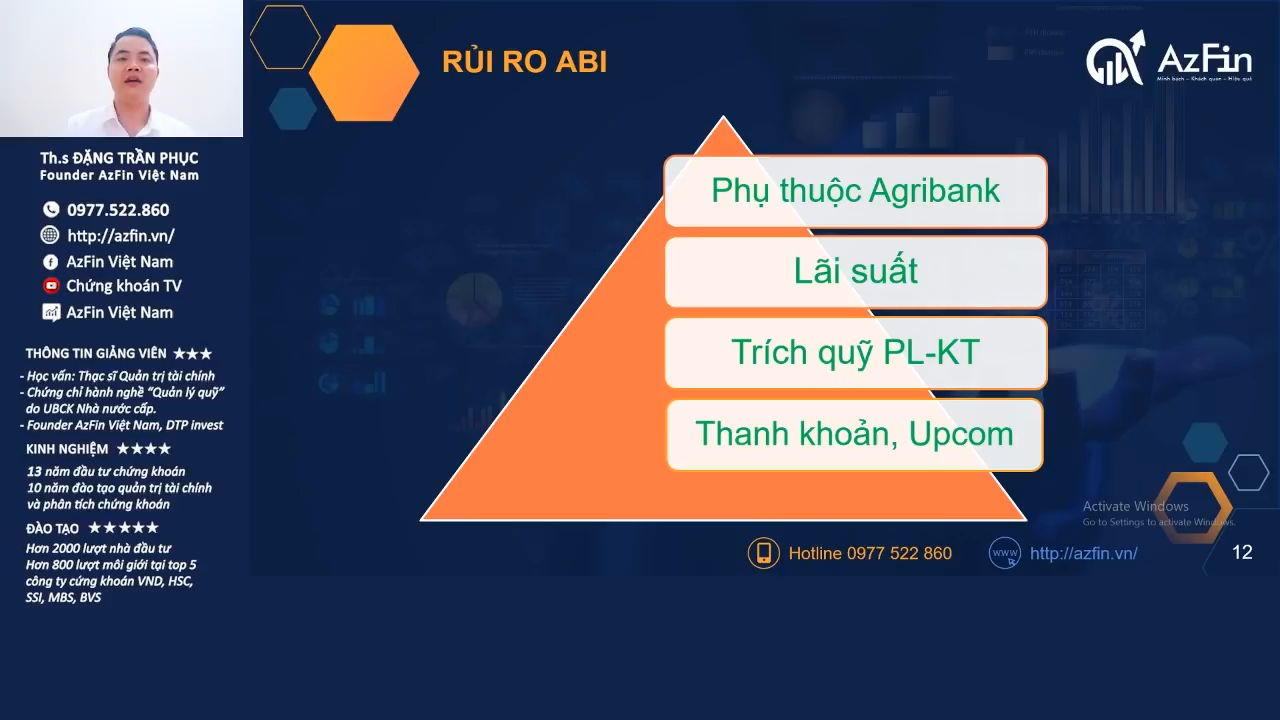 RỦI RO ABI
AzFin
Minh bạch - Khách quan - Hiệu quả
Phụ thuộc Agribank
Lãi suất
Trích quỹ PL-KT
Thanh khoản, Upcom
Th.s ĐẶNG TRẦN PHỤC
Founder AzFin Việt Nam
0977.522.860
http://azfin.vn/
AzFin Việt Nam
Chứng khoán TV
AzFin Việt Nam
THÔNG TIN GIẢNG VIÊN ★★★
- Học vấn: Thạc sĩ Quản trị tài chính
- Chứng chỉ hành nghề “Quản lý quỹ”
do UBCK Nhà nước cấp.
- Founder AzFin Việt Nam, DTP invest
KINH NGHIỆM ★★★★
13 năm đầu tư chứng khoán
10 năm đào tạo quản trị tài chính
và phân tích chứng khoán
ĐÀO TẠO ★★★★★
Hơn 2000 lượt nhà đầu tư
Hơn 800 lượt môi giới tại top 5
công ty cứng khoán VND, HSC,
SSI, MBS, BVS
Activate Windows
Go to Settings to activate Windows.
Hotline 0977 522 860
www
http://azfin.vn/
12